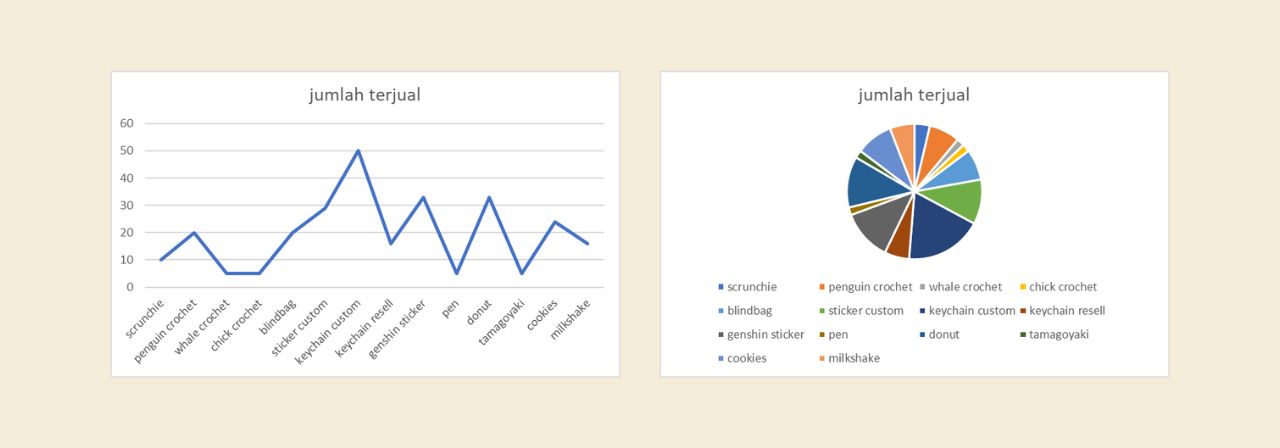 jumlah terjual
60
50
40
30
20
10
0
scrunchie
penguin crochet
whale crochet
chick crochet
blindbag
sticker custom
keychain custom
keychain resell
genshin sticker
pen
donut
tamagoyaki
cookies
milkshake
jumlah terjual
scrunchie penguin crochet whale crochet chick crochet
blindbag sticker custom keychain custom keychain resell
genshin sticker pen donut tamagoyaki
cookies milkshake